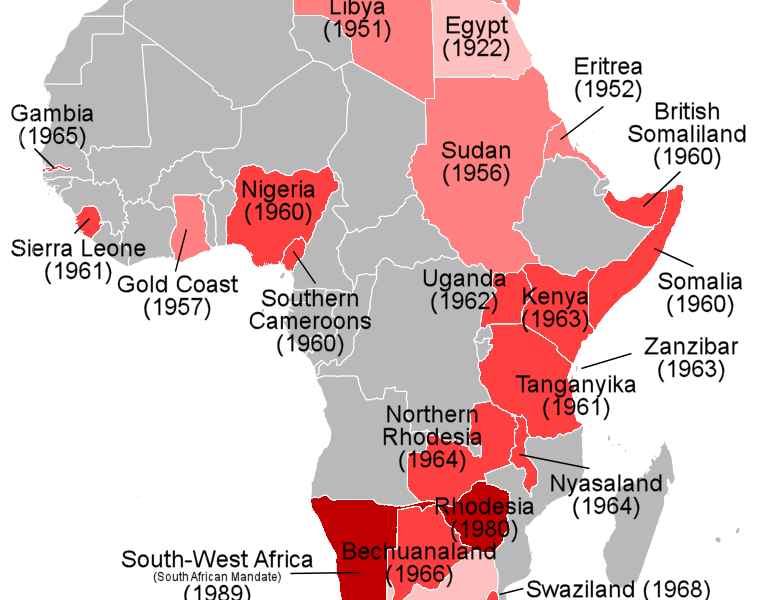 Libya
(1951)
Egypt
(1922)
Eritrea
(1952)
British
Somaliland
(1960)
Gambia
(1965)
Sudan
(1956)
Nigeria
(1960)
Sierra Leone
(1961)
Gold Coast
(1957)
Southern
Cameroons
(1960)
Uganda
(1962)
Kenya
(1963)
Somalia
(1960)
Zanzibar
(1963)
Tanganyika
(1961)
Northern
Rhodesia
(1964)
Nyasaland
(1964)
Rhodesia
(1980)
South-West Africa
(South African Mandate)
(1989)
Bechuanaland
(1966)
Swaziland (1968)